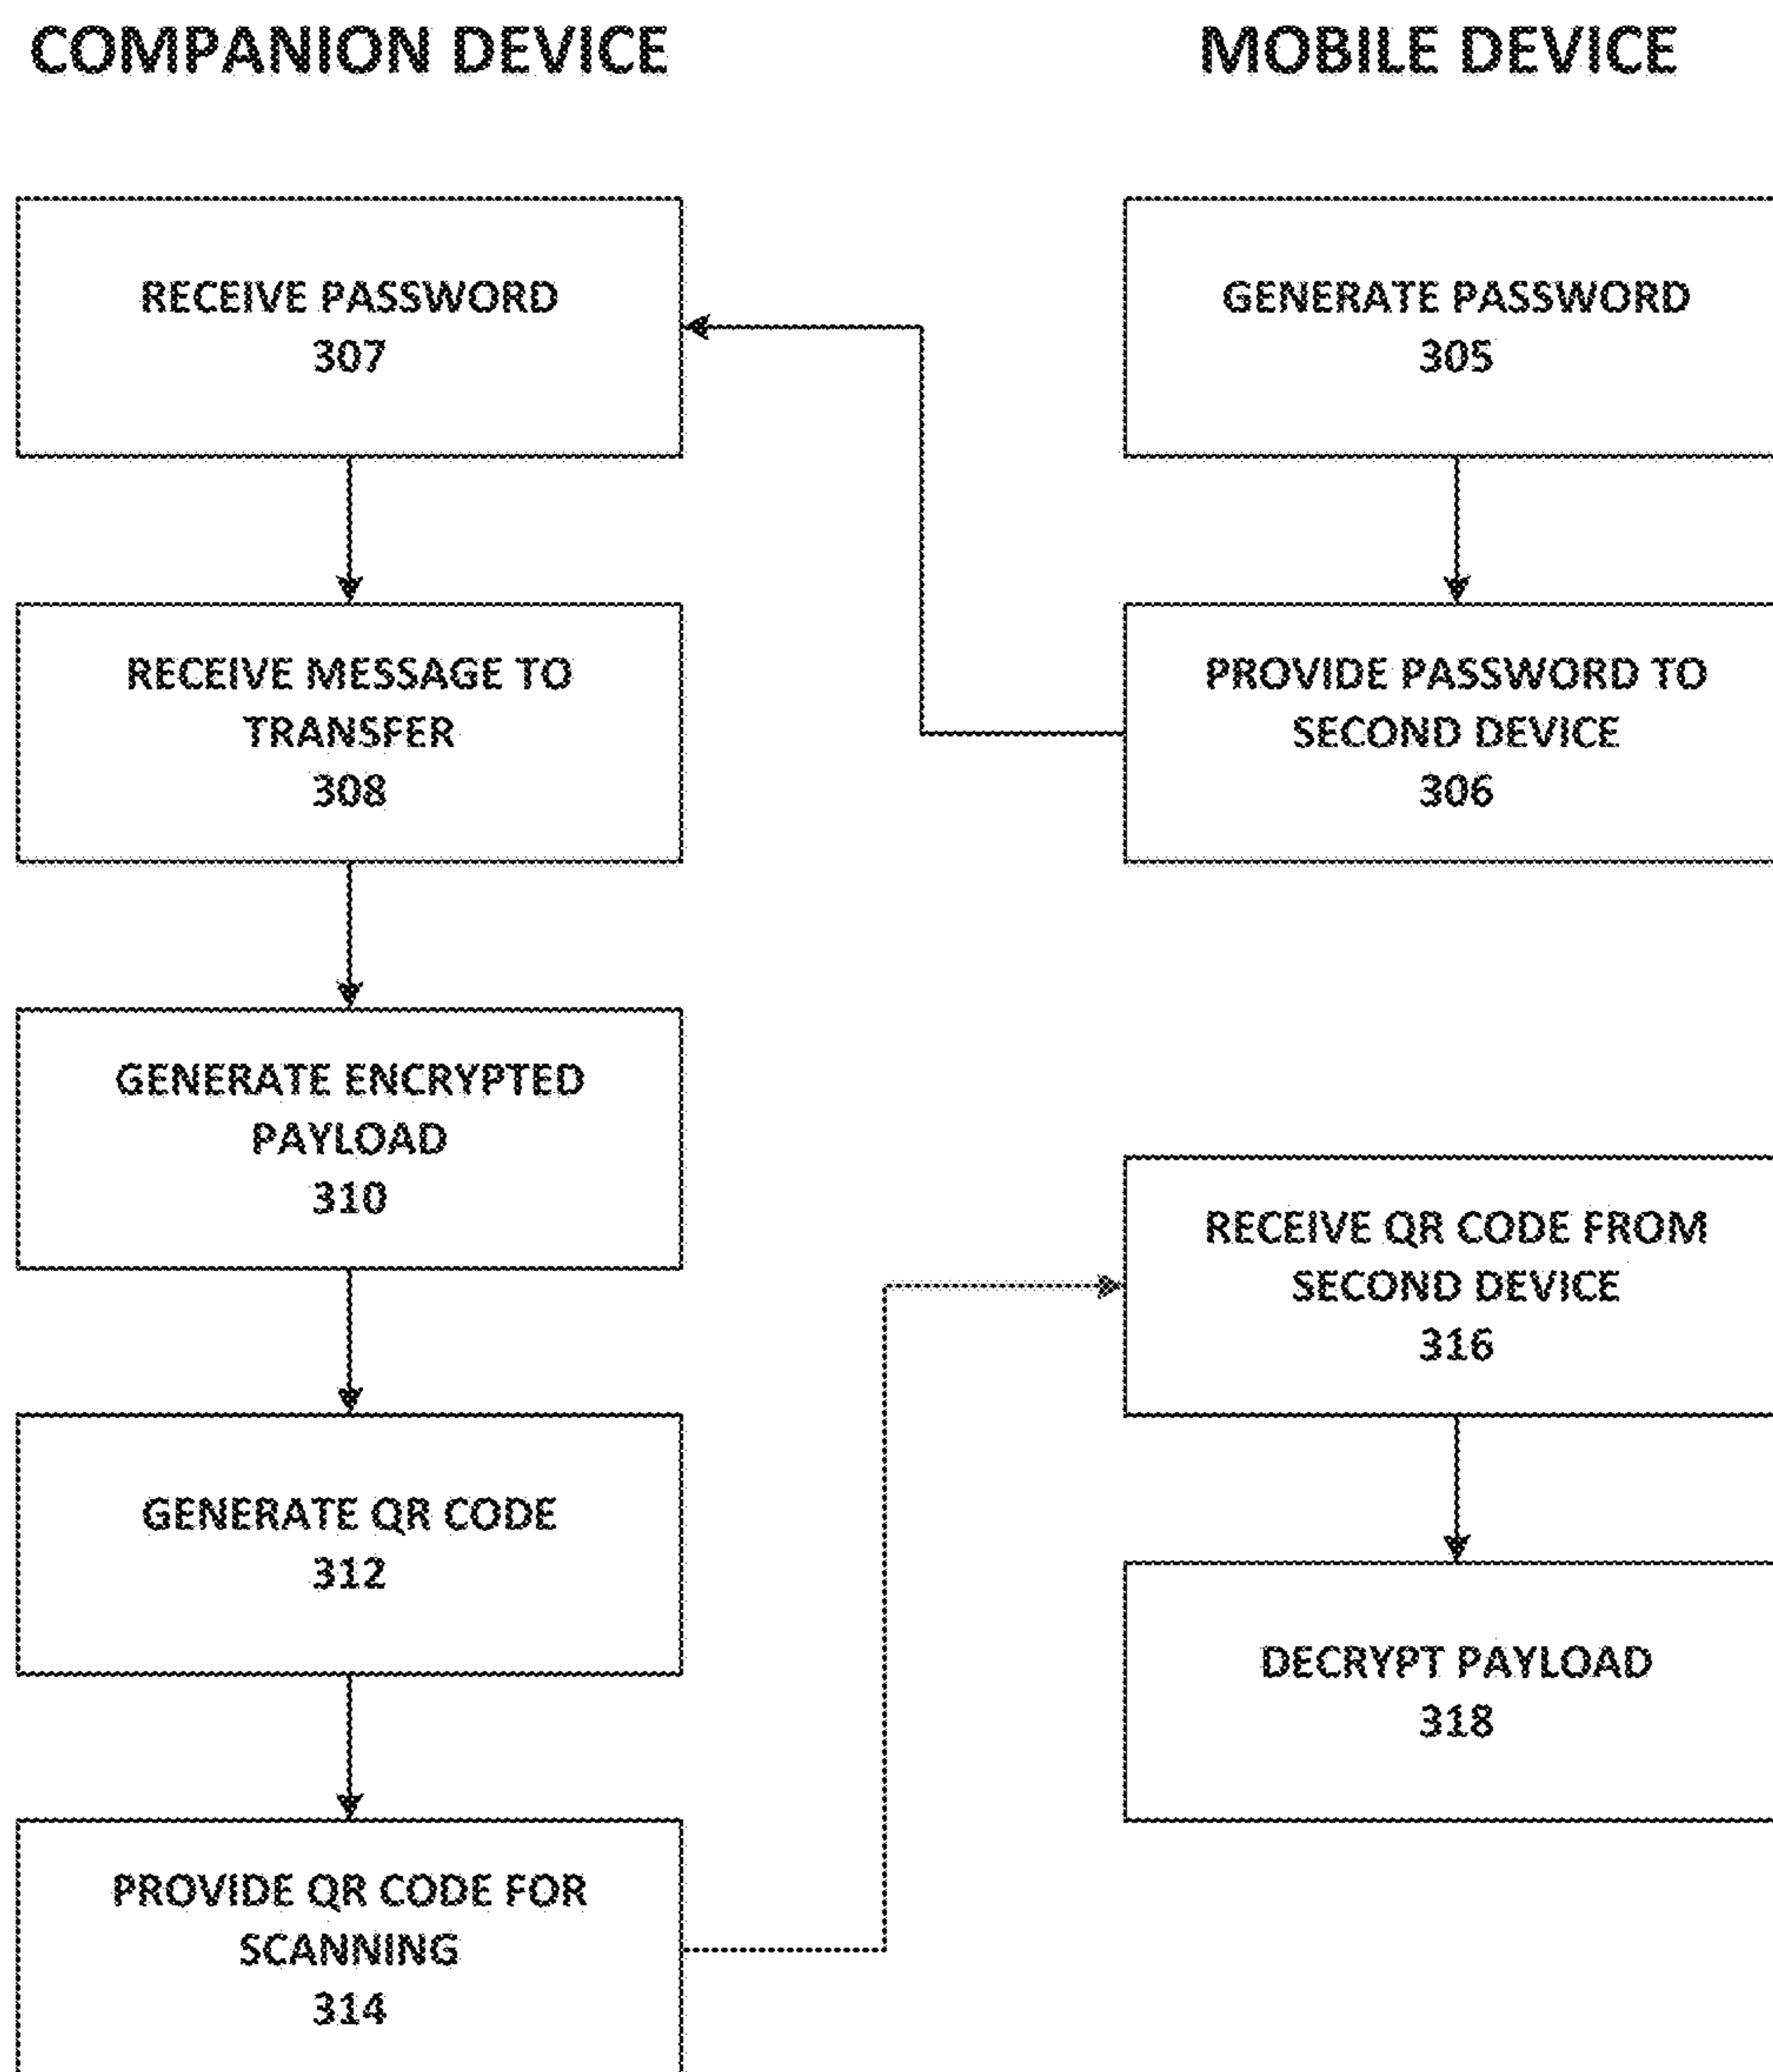 COMPANION DEVICE
MOBILE DEVICE
RECEIVE PASSWORD
307
GENERATE PASSWORD
305
RECEIVE MESSAGE TO
TRANSFER
308
PROVIDE PASSWORD TO
SECOND DEVICE
306
GENERATE ENCRYPTED
PAYLOAD
310
RECEIVE QR CODE FROM
SECOND DEVICE
316
GENERATE QR CODE
312
DECRYPT PAYLOAD
318
PROVIDE QR CODE FOR
SCANNING
314